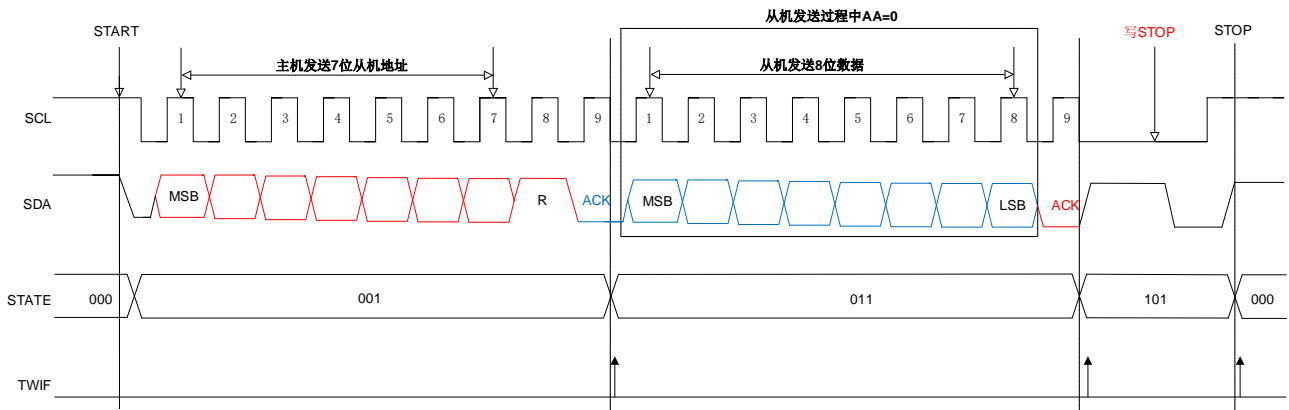 从机发送过程中AA=0
START
写STOP
STOP
主机发送7位从机地址
从机发送8位数据
SCL
1 2 3 4 5 6 7 8 9 1 2 3 4 5 6 7 8 9
SDA
MSB R ACK MSB LSB ACK
STATE 000 001 011 101 000
TWIF